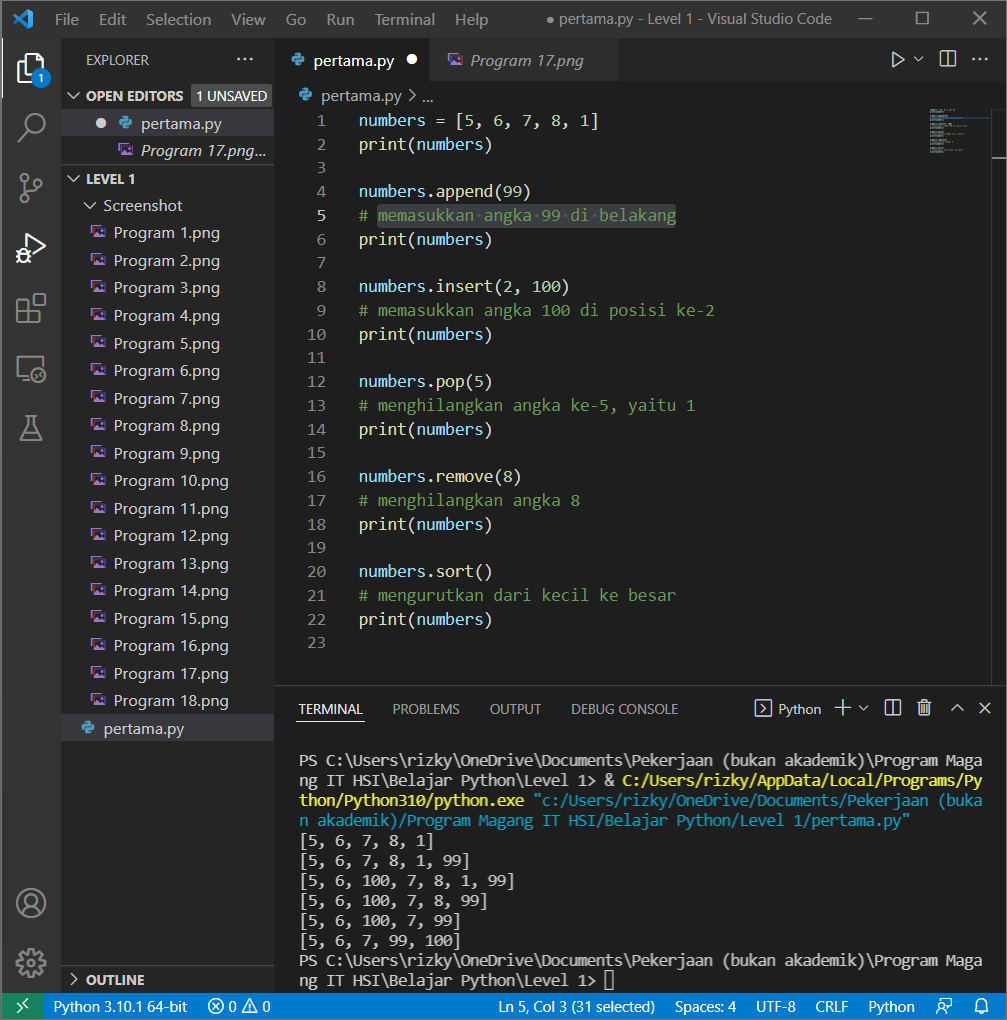 File Edit Selection View Go Run Terminal Help ● pertama.py - Level 1 - Visual Studio Code
EXPLORER ···
OPEN EDITORS 1 UNSAVED
● pertama.py
Program 17.png...
LEVEL 1
Screenshot
Program 1.png
Program 2.png
Program 3.png
Program 4.png
Program 5.png
Program 6.png
Program 7.png
Program 8.png
Program 9.png
Program 10.png
Program 11.png
Program 12.png
Program 13.png
Program 14.png
Program 15.png
Program 16.png
Program 17.png
Program 18.png
pertama.py
OUTLINE
1
pertama.py ● Program 17.png
pertama.py > ...
1 numbers = [5, 6, 7, 8, 1]
2 print(numbers)
3
4 numbers.append(99)
5 # memasukkan·angka·99 di·belakang
6 print(numbers)
7
8 numbers.insert(2, 100)
9 # memasukkan angka 100 di posisi ke-2
10 print(numbers)
11
12 numbers.pop(5)
13 # menghilangkan angka ke-5, yaitu 1
14 print(numbers)
15
16 numbers.remove(8)
17 # menghilangkan angka 8
18 print(numbers)
19
20 numbers.sort()
21 # mengurutkan dari kecil ke besar
22 print(numbers)
23
TERMINAL PROBLEMS OUTPUT DEBUG CONSOLE Python
PS C:\Users\rizky\OneDrive\Documents\Pekerjaan (bukan akademik)\Program Maga
ng IT HSI\Belajar Python\Level 1> & C:/Users/rizky/AppData/Local/Programs/Py
thon/Python310/python.exe "c:/Users/rizky/OneDrive/Documents/Pekerjaan (buka
n akademik)/Program Magang IT HSI/Belajar Python/Level 1/pertama.py"
[5, 6, 7, 8, 1]
[5, 6, 7, 8, 1, 99]
[5, 6, 100, 7, 8, 1, 99]
[5, 6, 100, 7, 8, 99]
[5, 6, 100, 7, 99]
[5, 6, 7, 99, 100]
PS C:\Users\rizky\OneDrive\Documents\Pekerjaan (bukan akademik)\Program Maga
ng IT HSI\Belajar Python\Level 1>
Python 3.10.1 64-bit 0 0 Ln 5, Col 3 (31 selected) Spaces: 4 UTF-8 CRLF Python